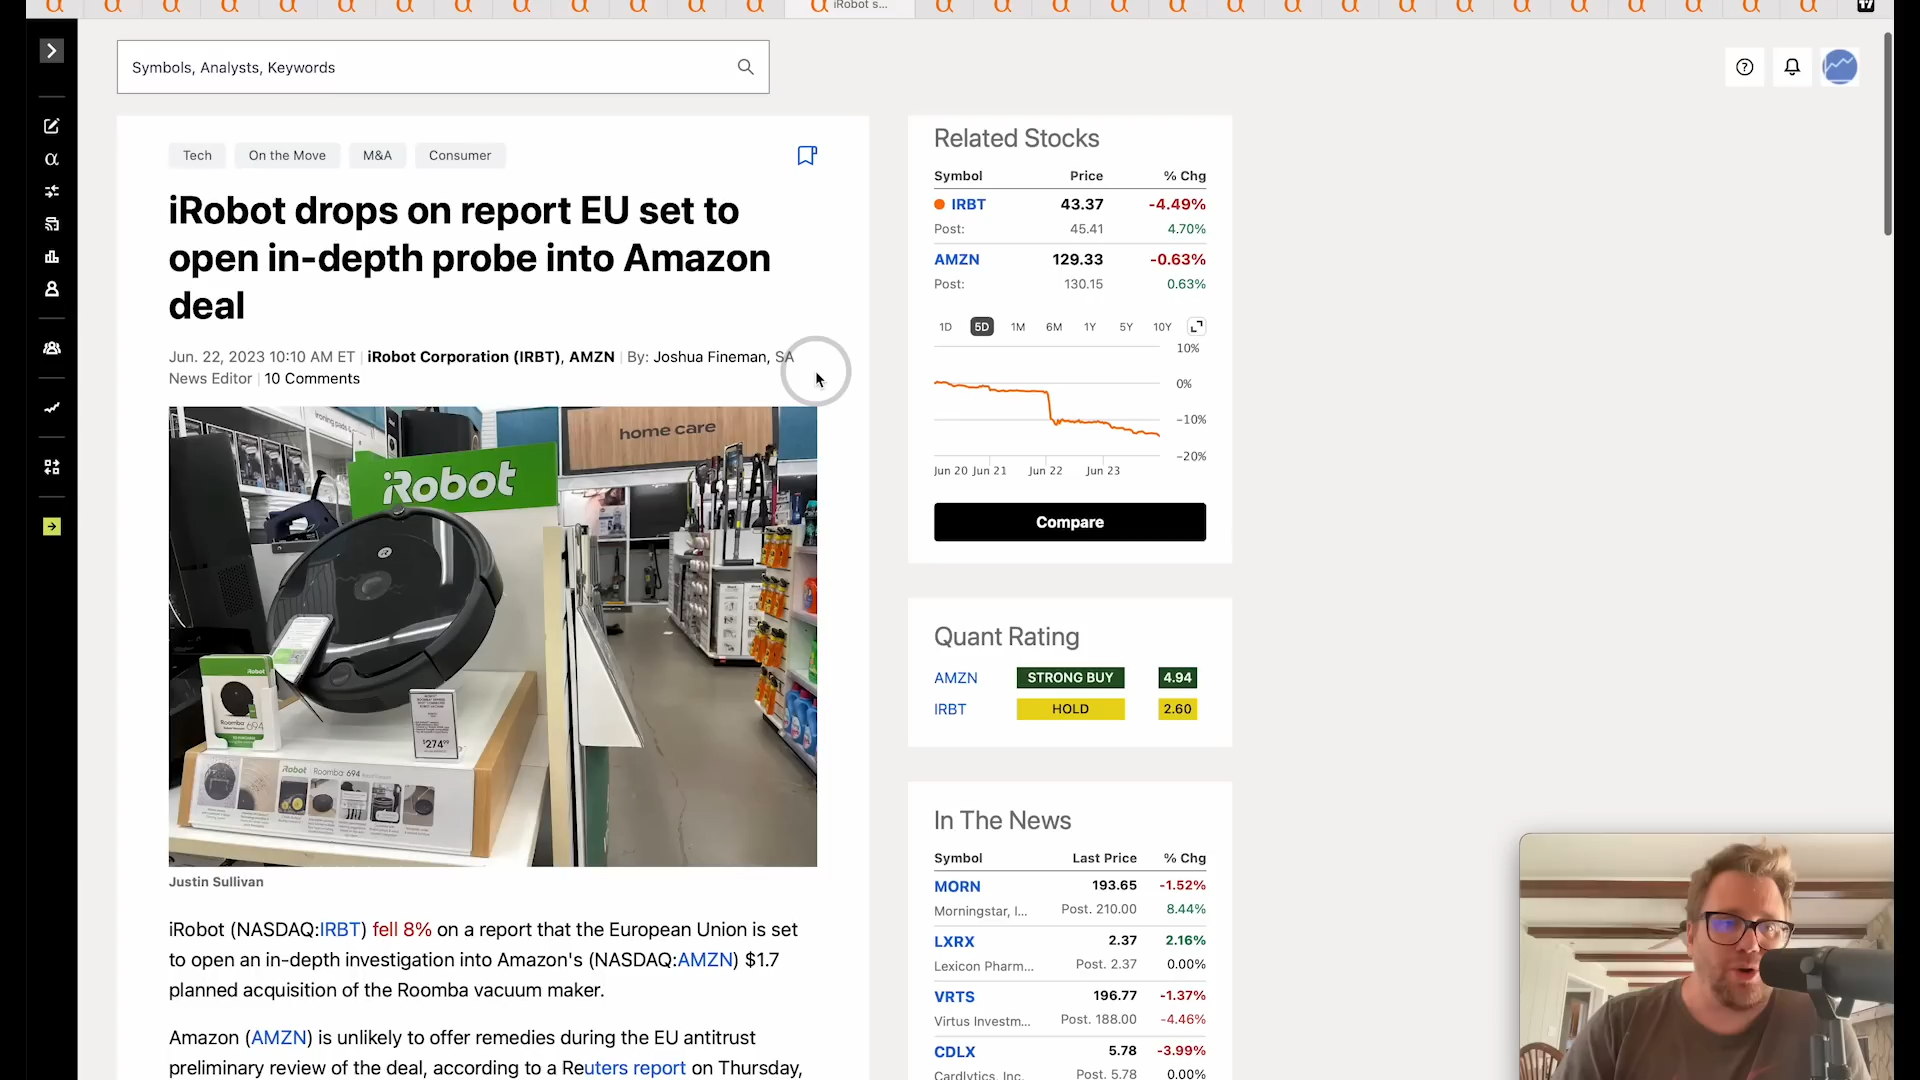 iRobot s...
Symbols, Analysts, Keywords
Tech
On the Move
M&A
Consumer
iRobot drops on report EU set to
open in-depth probe into Amazon
deal
Jun. 22, 2023 10:10 AM ET | iRobot Corporation (IRBT), AMZN | By: Joshua Fineman, SA
News Editor | 10 Comments
home care
iRobot
iRobot
Roomba 694
$274
iRobot Roomba 694
Justin Sullivan
iRobot (NASDAQ:IRBT) fell 8% on a report that the European Union is set
to open an in-depth investigation into Amazon's (NASDAQ:AMZN) $1.7
planned acquisition of the Roomba vacuum maker.
Amazon (AMZN) is unlikely to offer remedies during the EU antitrust
preliminary review of the deal, according to a Reuters report on Thursday,
Related Stocks
Symbol Price % Chg
IRBT 43.37 -4.49%
Post: 45.41 4.70%
AMZN 129.33 -0.63%
Post: 130.15 0.63%
1D 5D 1M 6M 1Y 5Y 10Y
10%
0%
-10%
-20%
Jun 20 Jun 21 Jun 22 Jun 23
Compare
Quant Rating
AMZN STRONG BUY 4.94
IRBT HOLD 2.60
In The News
Symbol Last Price % Chg
MORN 193.65 -1.52%
Morningstar, I... Post. 210.00 8.44%
LXRX 2.37 2.16%
Lexicon Pharm... Post. 2.37 0.00%
VRTS 196.77 -1.37%
Virtus Investm... Post. 188.00 -4.46%
CDLX 5.78 -3.99%
Cardlytics, Inc. Post. 5.78 0.00%